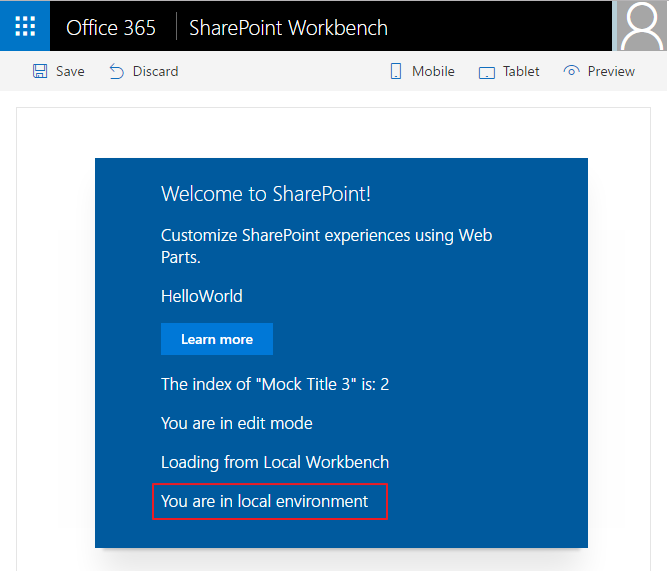 Office 365 SharePoint Workbench
Save Discard Mobile Tablet Preview
Welcome to SharePoint!
Customize SharePoint experiences using Web
Parts.
HelloWorld
Learn more
The index of "Mock Title 3" is: 2
You are in edit mode
Loading from Local Workbench
You are in local environment